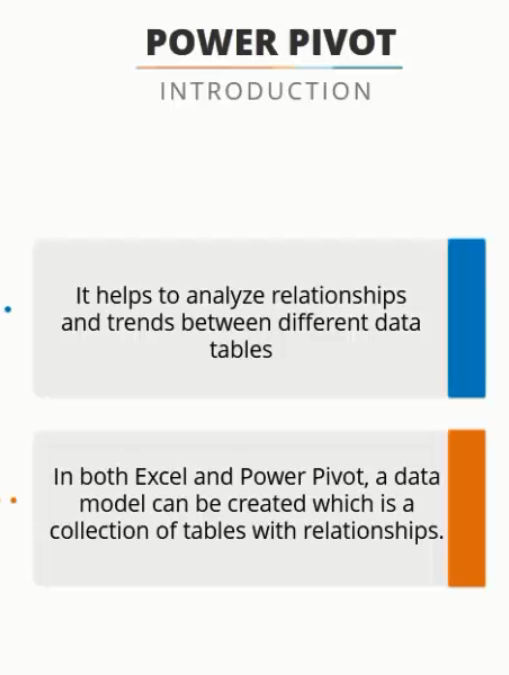 POWER PIVOT
INTRODUCTION
It helps to analyze relationships
and trends between different data
tables
In both Excel and Power Pivot, a data
model can be created which is a
collection of tables with relationships.